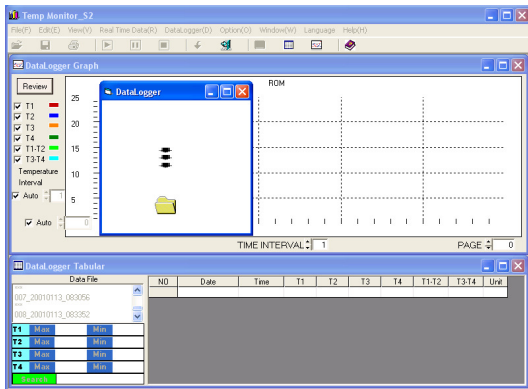 Temp Monitor_S2
File(F) Edit(E) View(V) Real Time Data(R) DataLogger(D) Option(O) Window(W) Language Help(H)
DataLogger Graph
Review
ROM
DataLogger
25
20
15
10
5
T1
T2
T3
T4
T1-T2
T3-T4
Temperature
Interval
Auto 1
Auto 0
TIME INTERVAL 1 PAGE 0
DataLogger Tabular
Data File
NO Date Time T1 T2 T3 T4 T1-T2 T3-T4 Unit
007_20010113_083056
008_20010113_083352
T1 Max Min
T2 Max Min
T3 Max Min
T4 Max Min
Search